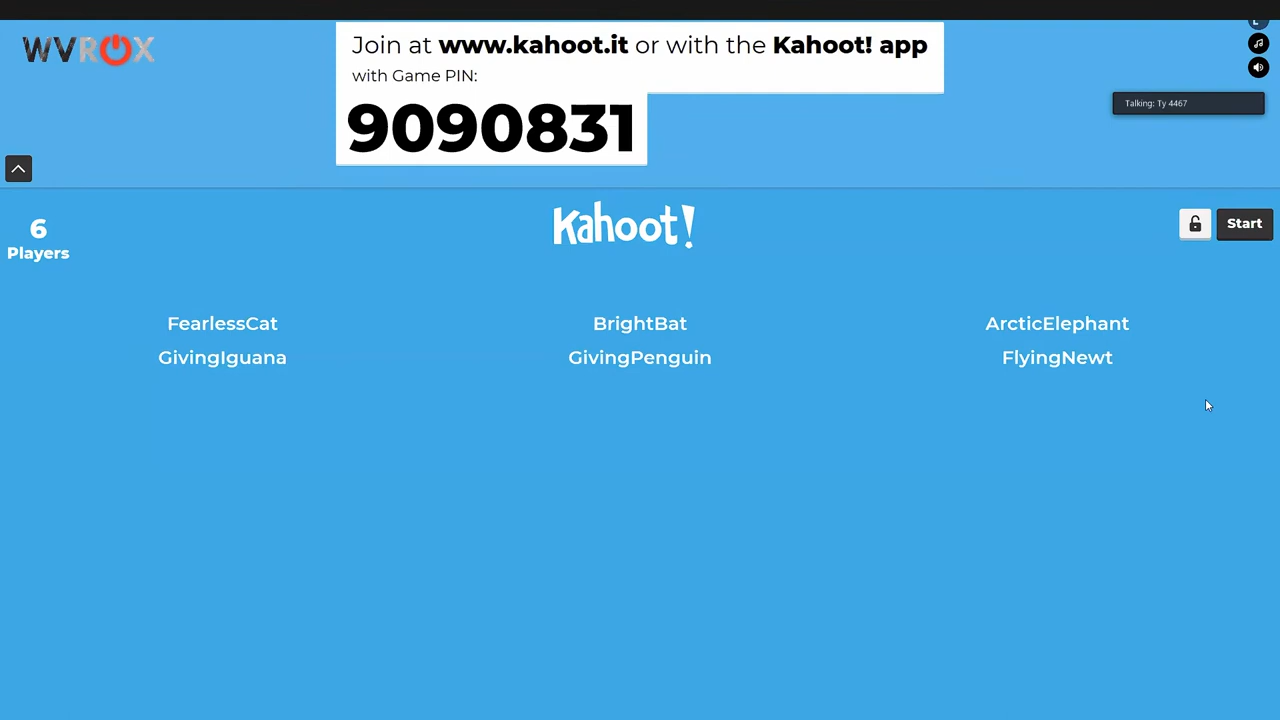 WVROX
Join at www.kahoot.it or with the Kahoot! app
with Game PIN:
9090831
Talking: Ty 4467
6
Players
Kahoot!
Start
FearlessCat
BrightBat
ArcticElephant
GivingIguana
GivingPenguin
FlyingNewt